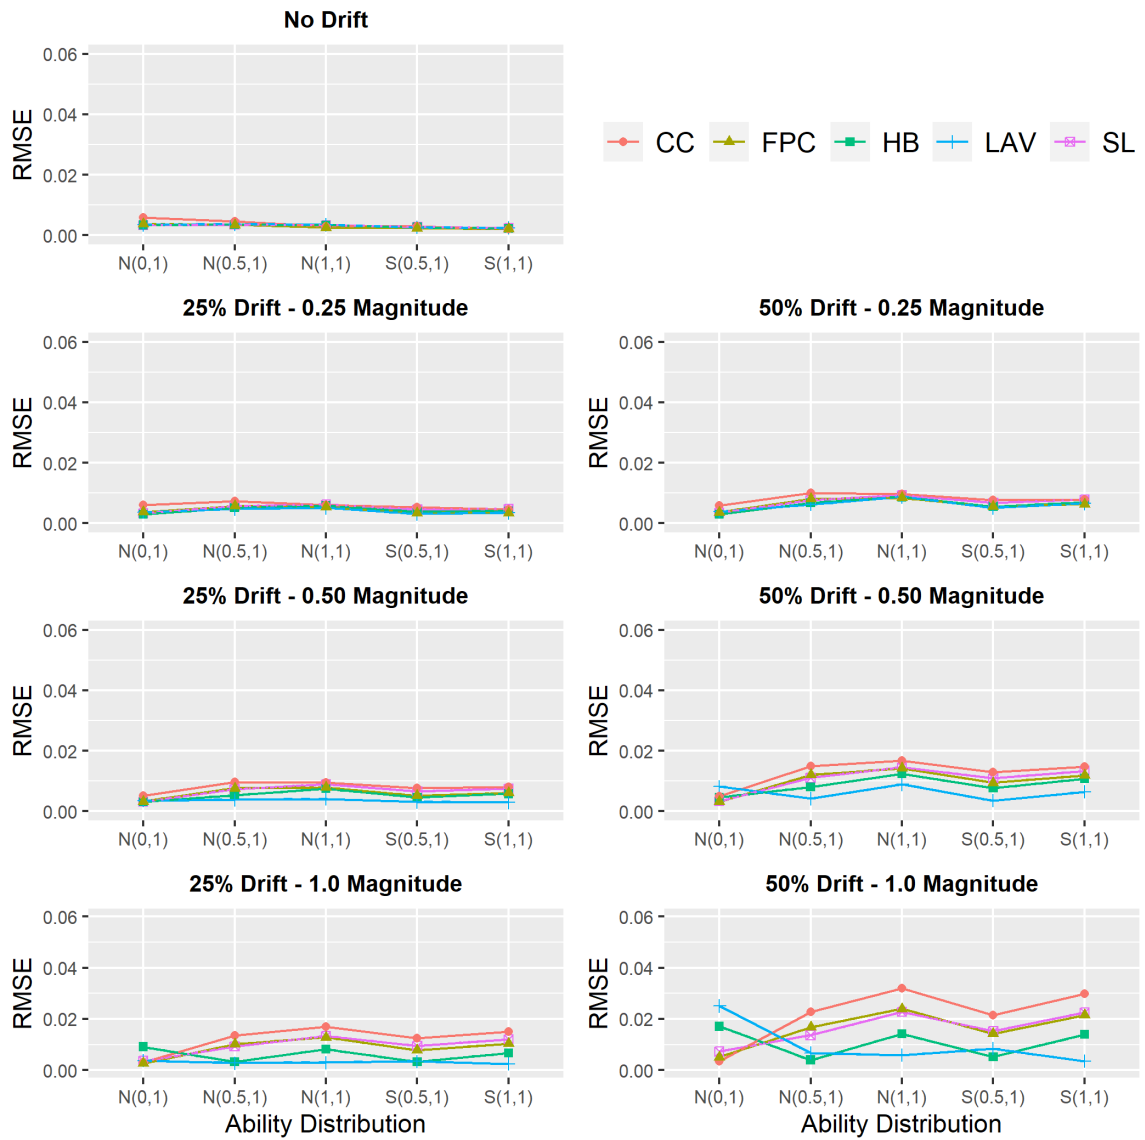 No Drift
RMSE
0.06
0.04
0.02
0.00
N(0,1) N(0.5,1) N(1,1) S(0.5,1) S(1,1)
CC FPC HB LAV SL
25% Drift - 0.25 Magnitude
RMSE
0.06
0.04
0.02
0.00
N(0,1) N(0.5,1) N(1,1) S(0.5,1) S(1,1)
50% Drift - 0.25 Magnitude
RMSE
0.06
0.04
0.02
0.00
N(0,1) N(0.5,1) N(1,1) S(0.5,1) S(1,1)
25% Drift - 0.50 Magnitude
RMSE
0.06
0.04
0.02
0.00
N(0,1) N(0.5,1) N(1,1) S(0.5,1) S(1,1)
50% Drift - 0.50 Magnitude
RMSE
0.06
0.04
0.02
0.00
N(0,1) N(0.5,1) N(1,1) S(0.5,1) S(1,1)
25% Drift - 1.0 Magnitude
RMSE
0.06
0.04
0.02
0.00
N(0,1) N(0.5,1) N(1,1) S(0.5,1) S(1,1)
Ability Distribution
50% Drift - 1.0 Magnitude
RMSE
0.06
0.04
0.02
0.00
N(0,1) N(0.5,1) N(1,1) S(0.5,1) S(1,1)
Ability Distribution